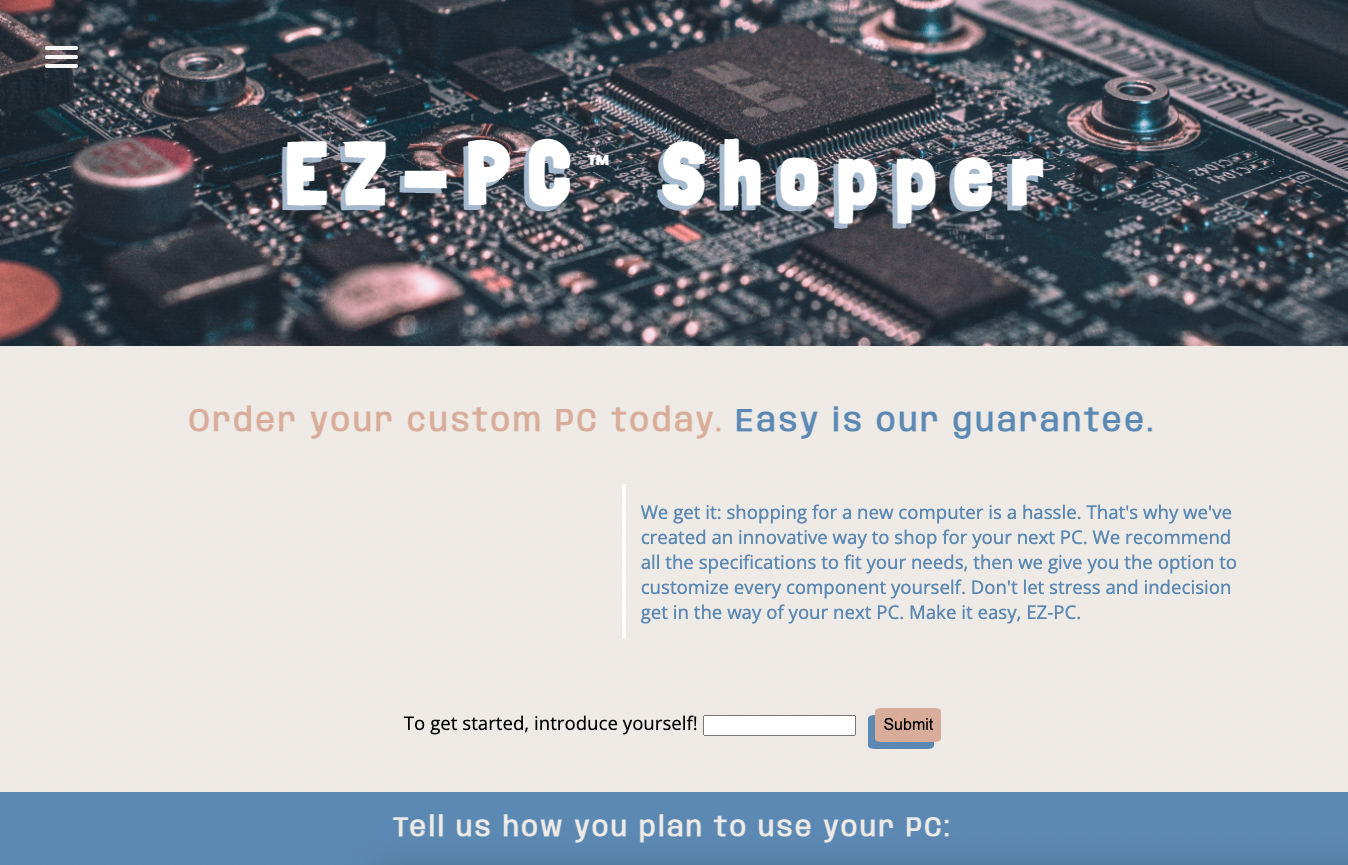 EZ-PC™ Shopper
Order your custom PC today. Easy is our guarantee.
We get it: shopping for a new computer is a hassle. That's why we've
created an innovative way to shop for your next PC. We recommend
all the specifications to fit your needs, then we give you the option to
customize every component yourself. Don't let stress and indecision
get in the way of your next PC. Make it easy, EZ-PC.
To get started, introduce yourself! Submit
Tell us how you plan to use your PC: